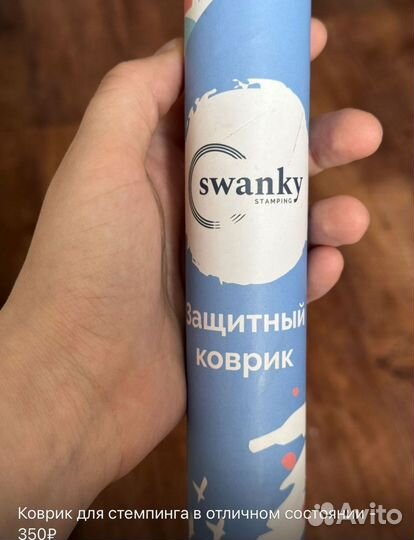 swanky
STAMPING
Защитный
коврик
Коврик для стемпинга в отличном состоянии -
350₽
Avito